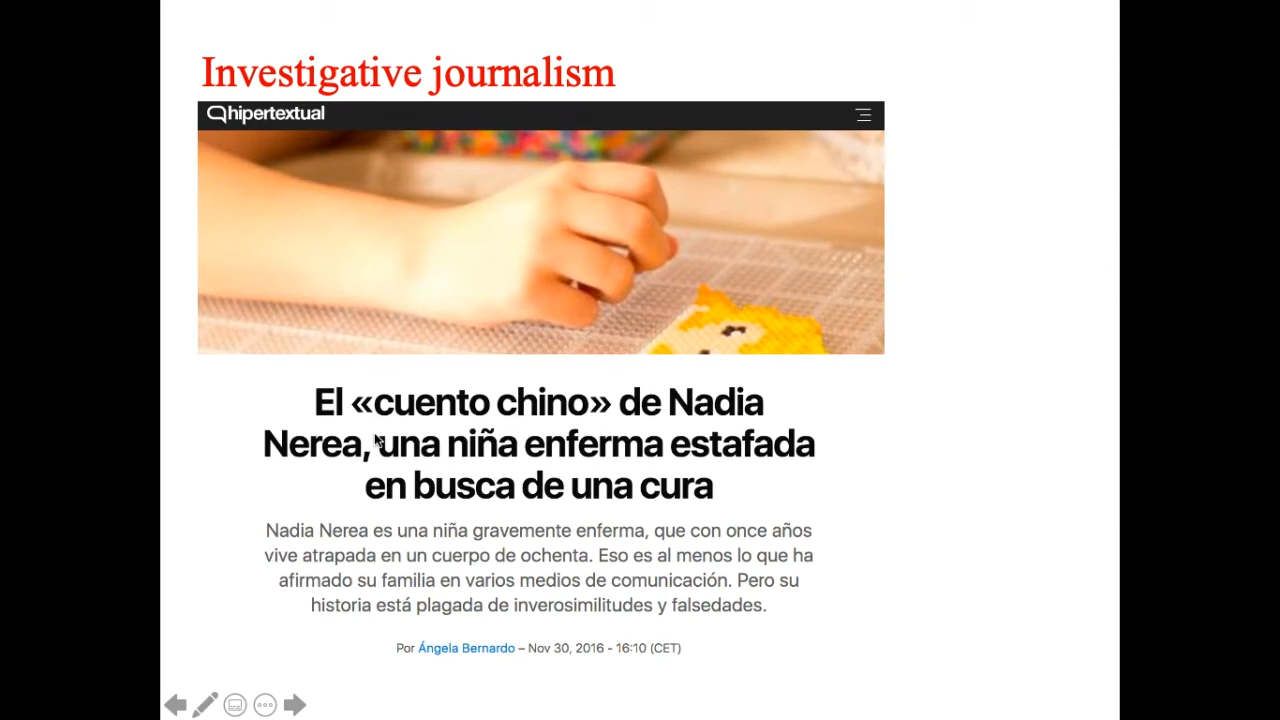 Investigative journalism
hipertextual
El «cuento chino» de Nadia
Nerea, una niña enferma estafada
en busca de una cura
Nadia Nerea es una niña gravemente enferma, que con once años
vive atrapada en un cuerpo de ochenta. Eso es al menos lo que ha
afirmado su familia en varios medios de comunicación. Pero su
historia está plagada de inverosimilitudes y falsedades.
Por Ángela Bernardo – Nov 30, 2016 - 16:10 (CET)